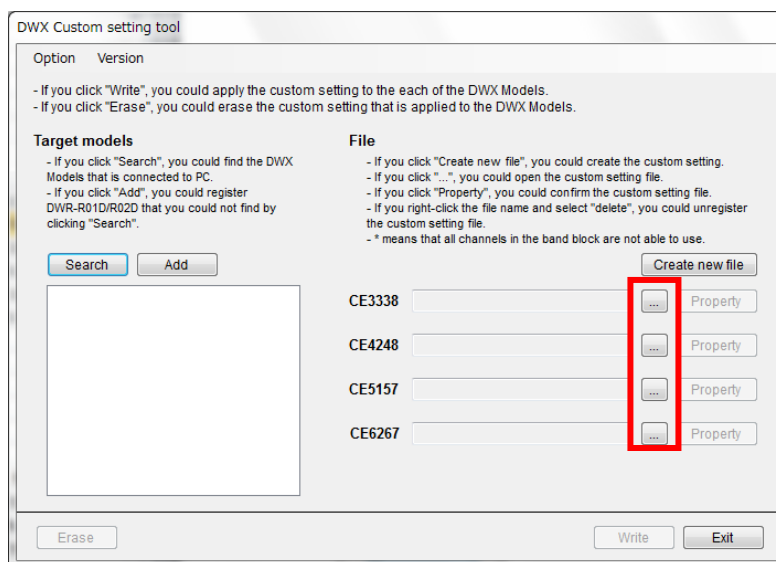 DWX Custom setting tool
Option Version
- If you click "Write", you could apply the custom setting to the each of the DWX Models.
- If you click "Erase", you could erase the custom setting that is applied to the DWX Models.
Target models
- If you click "Search", you could find the DWX
Models that is connected to PC.
- If you click "Add", you could register
DWR-R01D/R02D that you could not find by
clicking "Search".
File
- If you click "Create new file", you could create the custom setting.
- If you click "...", you could open the custom setting file.
- If you click "Property", you could confirm the custom setting file.
- If you right-click the file name and select "delete", you could unregister
the custom setting file.
- * means that all channels in the band block are not able to use.
Search Add
Create new file
CE3338 ... Property
CE4248 ... Property
CE5157 ... Property
CE6267 ... Property
Erase Write Exit